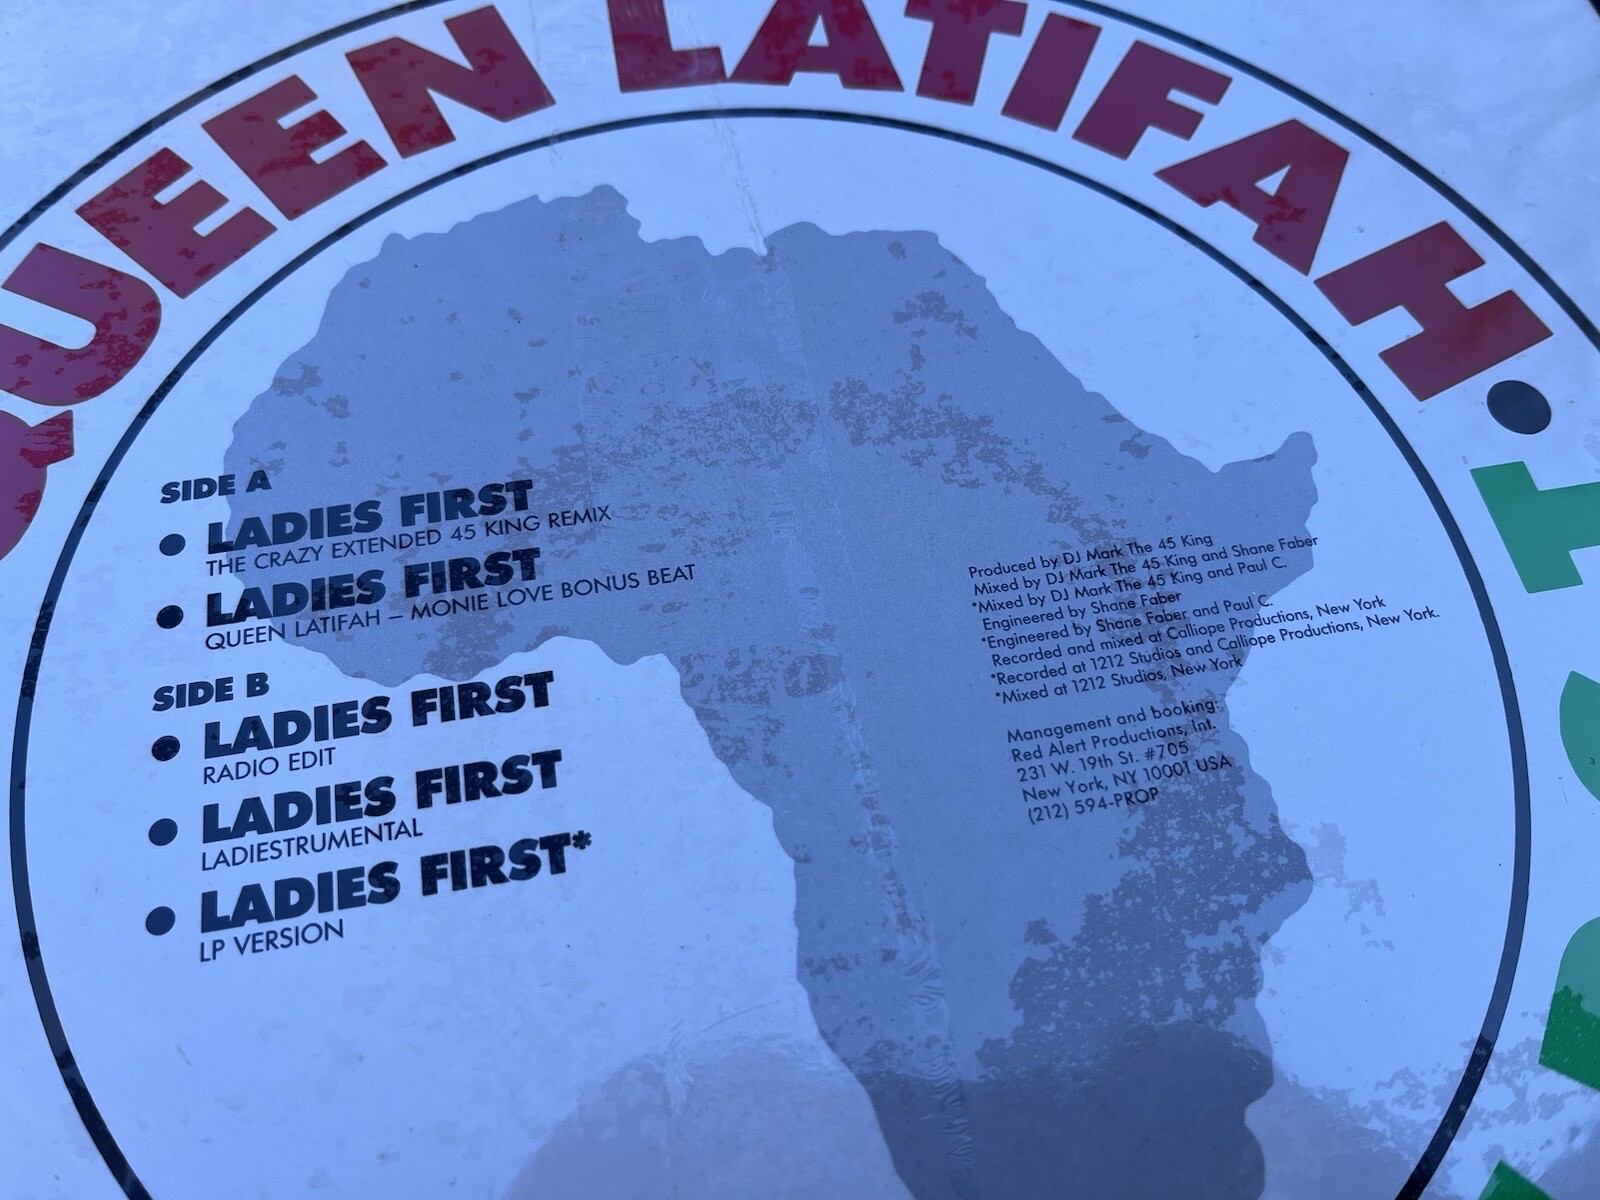 QUEEN LATIFAH •
SIDE A
• LADIES FIRST
THE CRAZY EXTENDED 45 KING REMIX
• LADIES FIRST
QUEEN LATIFAH – MONIE LOVE BONUS BEAT
SIDE B
• LADIES FIRST
RADIO EDIT
• LADIES FIRST
LADIESTRUMENTAL
• LADIES FIRST*
LP VERSION
Produced by DJ Mark The 45 King
Mixed by DJ Mark The 45 King and Shane Faber
*Mixed by DJ Mark The 45 King and Paul C.
Engineered by Shane Faber
*Engineered by Shane Faber and Paul C.
Recorded and mixed at Calliope Productions, New York
*Recorded at 1212 Studios and Calliope Productions, New York.
*Mixed at 1212 Studios, New York
Management and booking:
Red Alert Productions, Int.
231 W. 19th St. #705
New York, NY 10001 USA
(212) 594-PROP